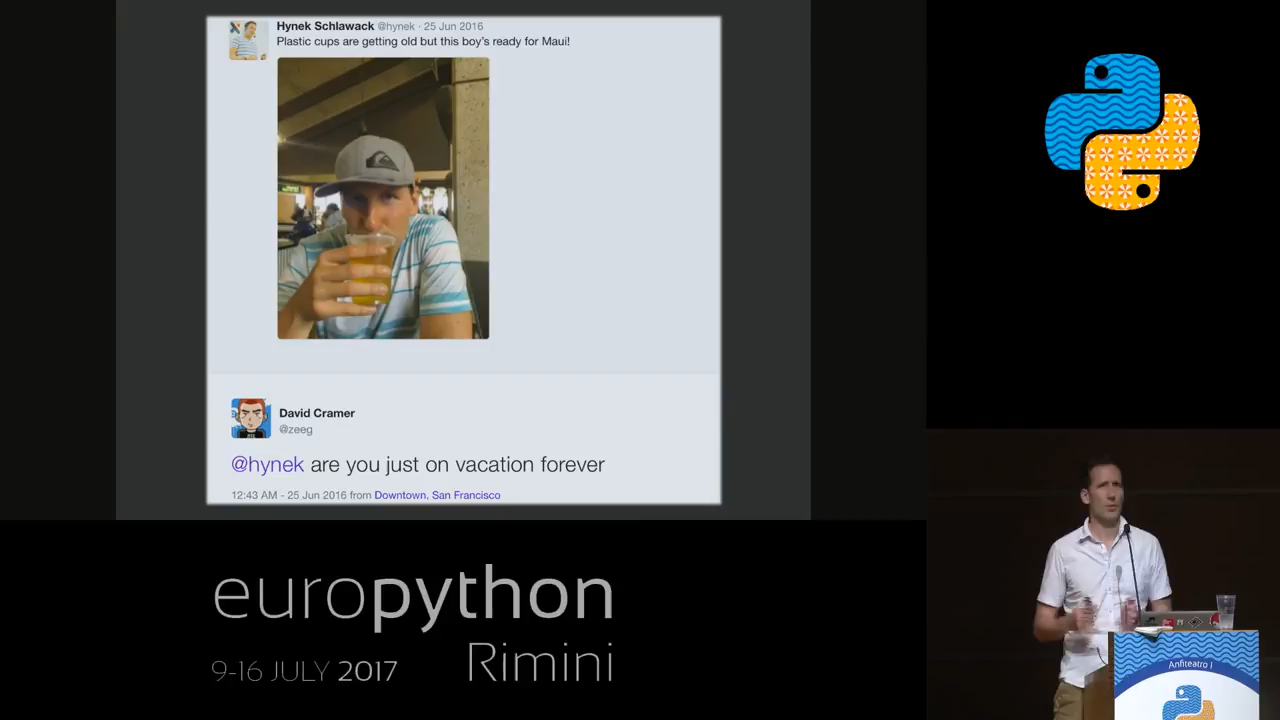 Hynek Schlawack @hynek · 25 Jun 2016
Plastic cups are getting old but this boy's ready for Maui!
David Cramer
@zeeg
@hynek are you just on vacation forever
12:43 AM - 25 Jun 2016 from Downtown, San Francisco
europython
Rimini
9-16 JULY 2017
Anfiteatro 1